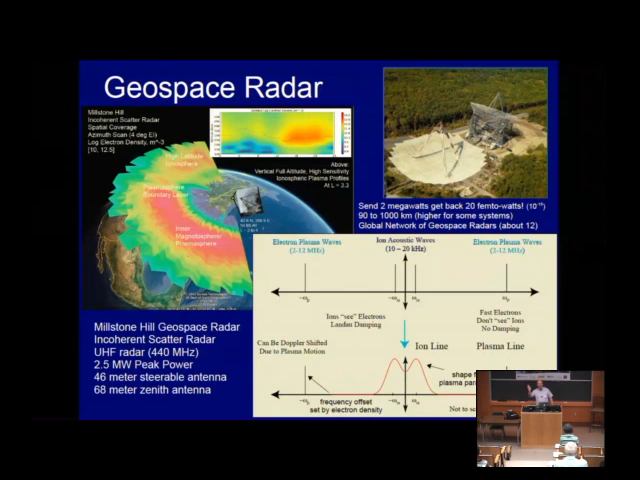 Geospace Radar
Millstone Hill
Incoherent Scatter Radar
Spatial Coverage
Azimuth Scan (4 deg El)
Log Electron Density, m^-3
[10, 12.5]
High Latitude
Ionosphere
Plasmasphere
Boundary Layer
Inner
Magnetosphere
Above:
Vertical Full Altitude, High Sensitivity
Ionospheric Plasma Profiles
Send 2 megawatts get back 20 femto-watts!
90 to 1000 km (higher for some systems)
Global Network of Geospace Radars (about 12)
Electron Plasma Waves
(2-12 MHz)
Ion Acoustic Waves
(10 – 20 kHz)
Electron Plasma Waves
(2-12 MHz)
Ions “see” Electrons
Landau Damping
Fast Electrons
Don't “see” Ions
No Damping
Can Be Doppler Shifted
Due to Plasma Motion
Ion Line
Plasma Line
frequency offset
set by electron density
shape
plasma par
Not to
Millstone Hill Geospace Radar
Incoherent Scatter Radar
UHF radar (440 MHz)
2.5 MW Peak Power
46 meter steerable antenna
68 meter zenith antenna